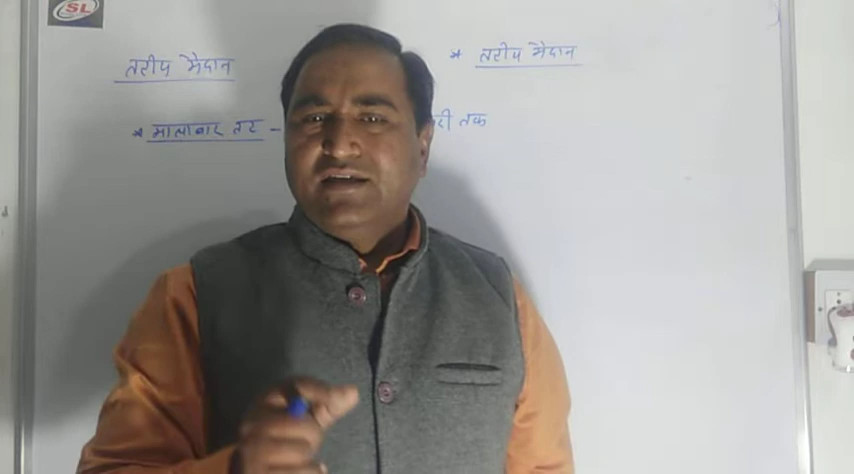 SL
तटीय मैदान
* तटीय मैदान
* मालाबार तट - री तक